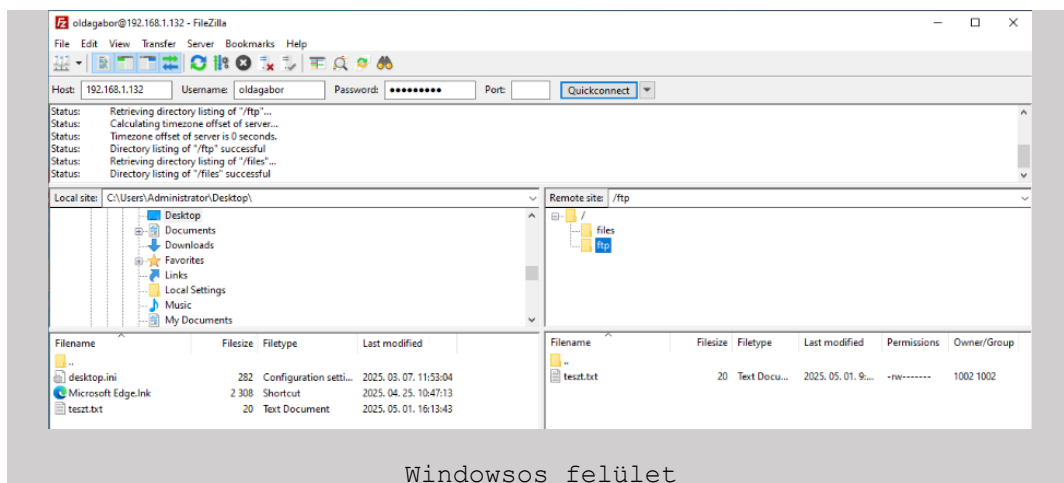 oldagabor@192.168.1.132 - FileZilla
File Edit View Transfer Server Bookmarks Help
Host: 192.168.1.132 Username: oldagabor Password: ●●●●●●●●● Port: Quickconnect
Status: Retrieving directory listing of "/ftp"...
Status: Calculating timezone offset of server...
Status: Timezone offset of server is 0 seconds.
Status: Directory listing of "/ftp" successful
Status: Retrieving directory listing of "/files"...
Status: Directory listing of "/files" successful
Local site: C:\Users\Administrator\Desktop\
Desktop
Documents
Downloads
Favorites
Links
Local Settings
Music
My Documents
Remote site: /ftp
/
files
ftp
Filename Filesize Filetype Last modified
..
desktop.ini 282 Configuration setti... 2025. 03. 07. 11:53:04
Microsoft Edge.lnk 2 308 Shortcut 2025. 04. 25. 10:47:13
teszt.txt 20 Text Document 2025. 05. 01. 16:13:43
Filename Filesize Filetype Last modified Permissions Owner/Group
..
teszt.txt 20 Text Docu... 2025. 05. 01. 9:... -rw------- 1002 1002
Windowsos felület